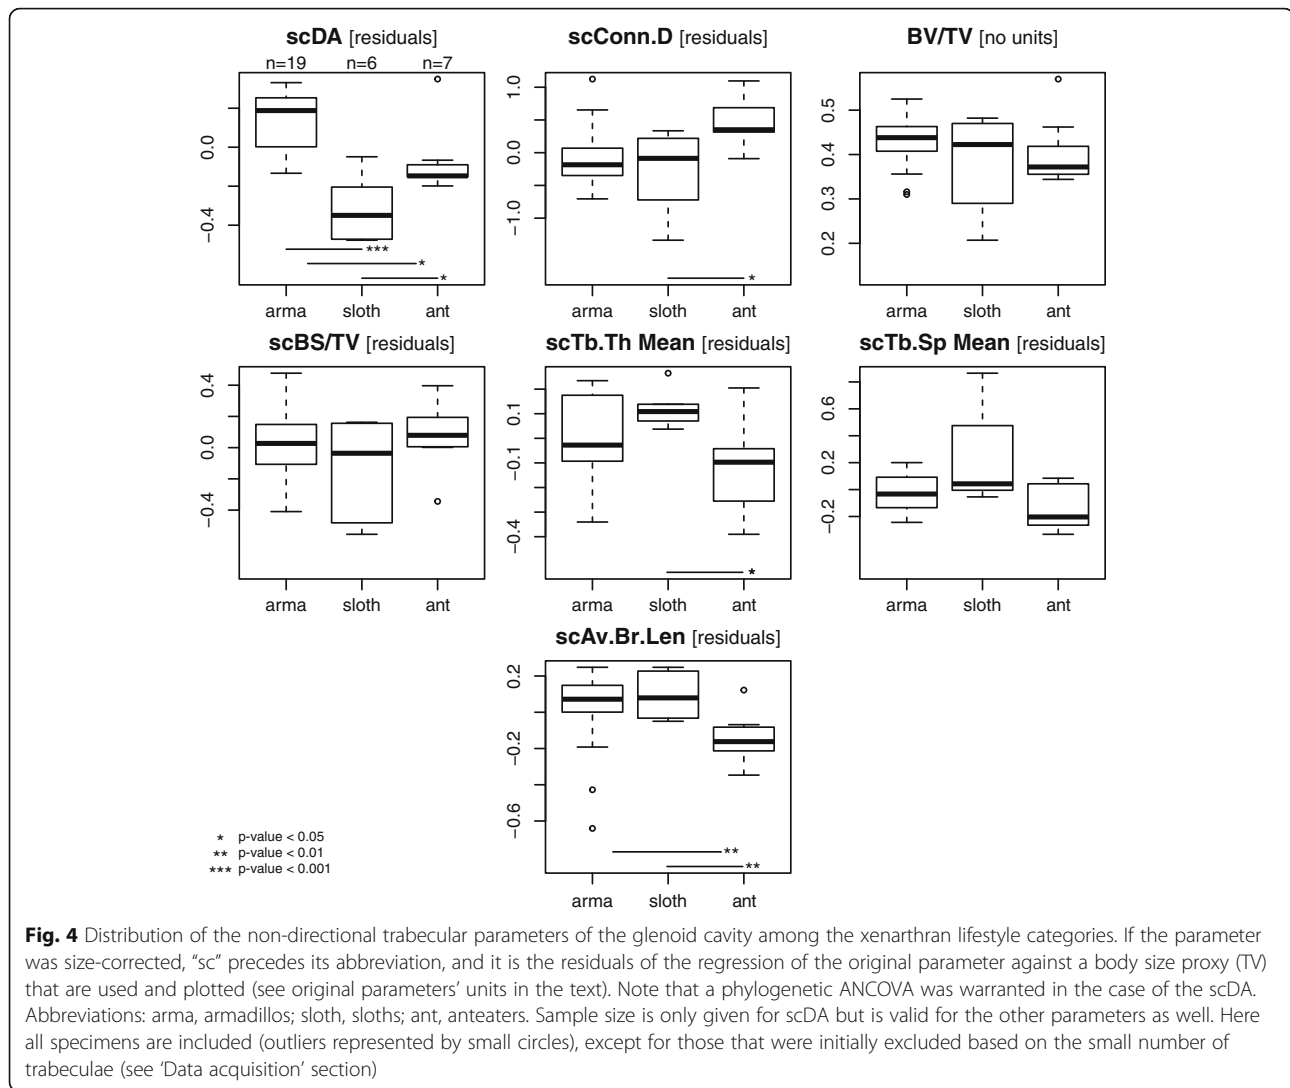 scDA [residuals]
n=19 n=6 n=7
0.0
−0.4
***
*
*
arma sloth ant
scConn.D [residuals]
1.0
0.0
−1.0
*
arma sloth ant
BV/TV [no units]
0.5
0.4
0.3
0.2
arma sloth ant
scBS/TV [residuals]
0.4
0.0
−0.4
arma sloth ant
scTb.Th Mean [residuals]
0.1
−0.1
−0.4
*
arma sloth ant
scTb.Sp Mean [residuals]
0.6
0.2
−0.2
arma sloth ant
scAv.Br.Len [residuals]
0.2
−0.2
−0.6
**
**
arma sloth ant
* p-value < 0.05
** p-value < 0.01
*** p-value < 0.001
Fig. 4 Distribution of the non-directional trabecular parameters of the glenoid cavity among the xenarthran lifestyle categories. If the parameter
was size-corrected, “sc” precedes its abbreviation, and it is the residuals of the regression of the original parameter against a body size proxy (TV)
that are used and plotted (see original parameters’ units in the text). Note that a phylogenetic ANCOVA was warranted in the case of the scDA.
Abbreviations: arma, armadillos; sloth, sloths; ant, anteaters. Sample size is only given for scDA but is valid for the other parameters as well. Here
all specimens are included (outliers represented by small circles), except for those that were initially excluded based on the small number of
trabeculae (see ‘Data acquisition’ section)